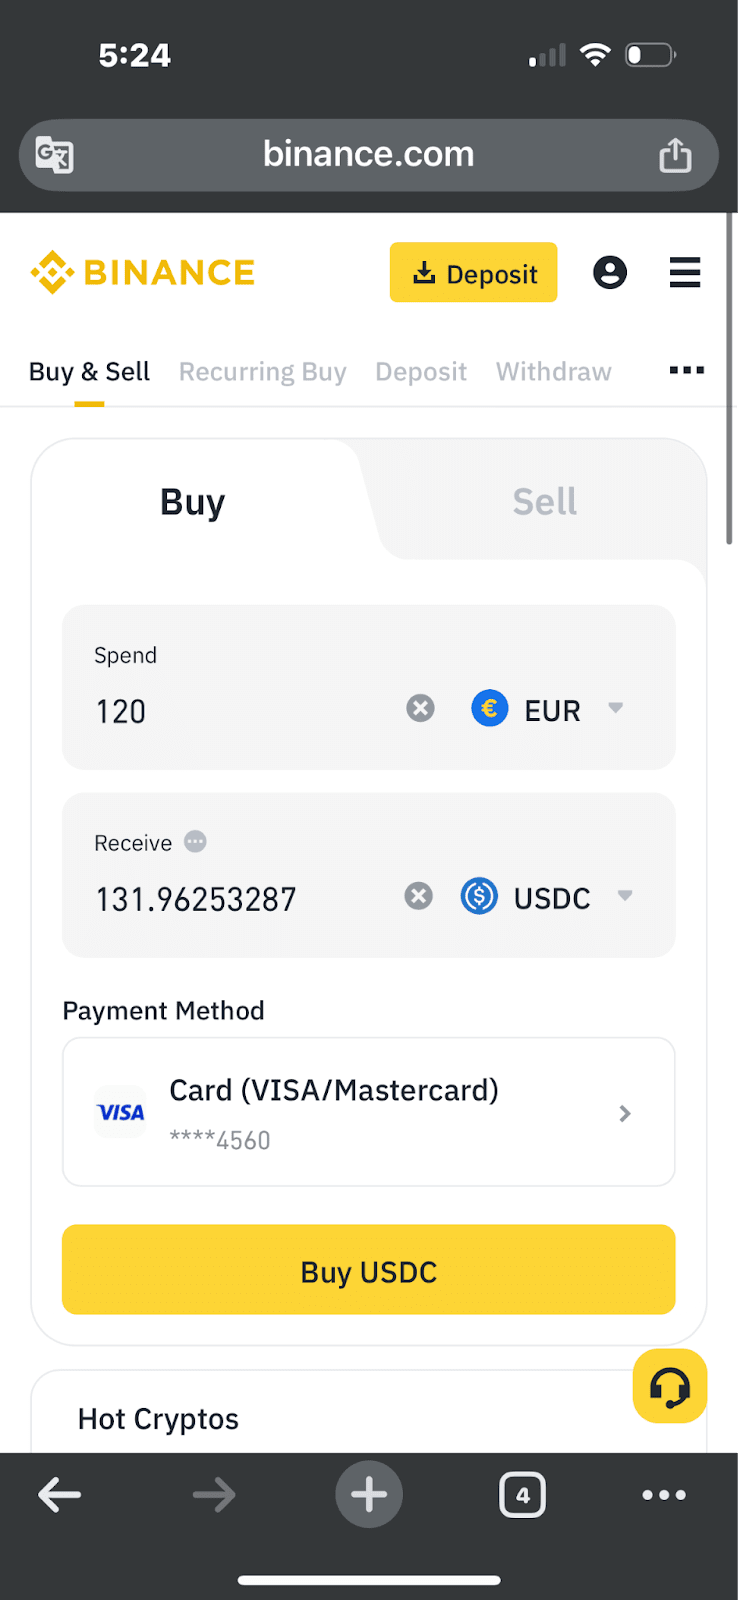 5:24
binance.com
BINANCE
Deposit
Buy & Sell Recurring Buy Deposit Withdraw
Buy Sell
Spend
120 € EUR
Receive
131.96253287 USDC
Payment Method
VISA Card (VISA/Mastercard)
****4560
Buy USDC
Hot Cryptos
4